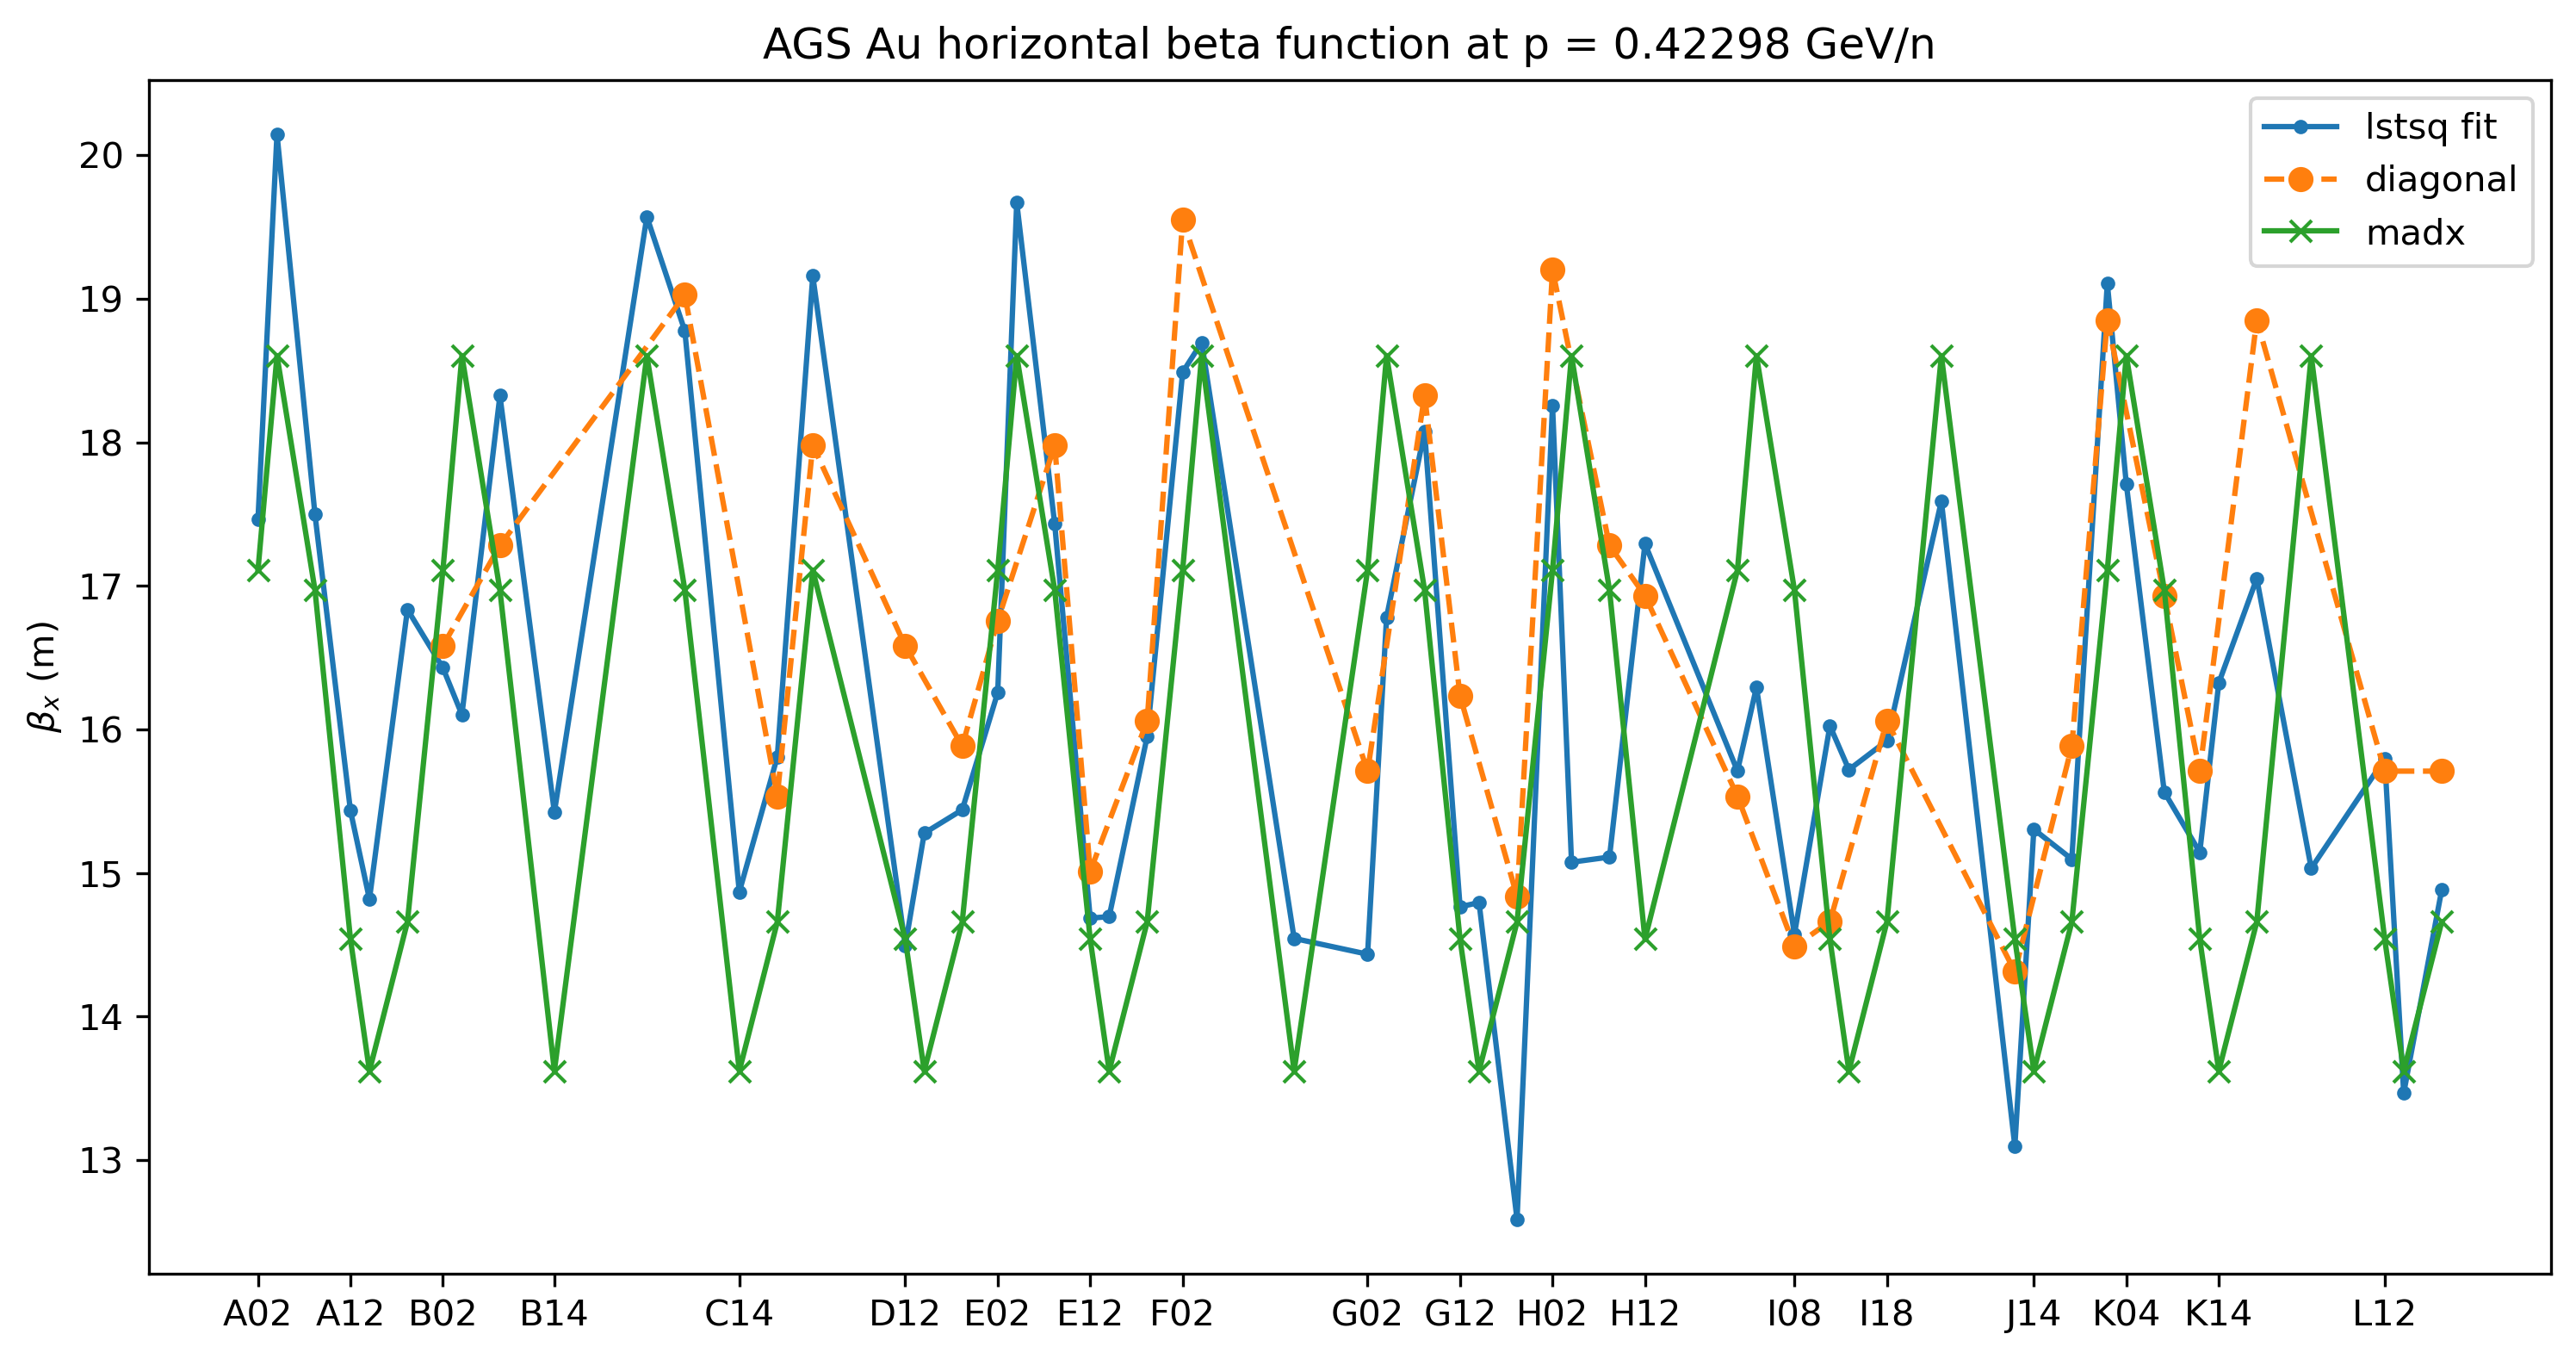 AGS Au horizontal beta function at p = 0.42298 GeV/n
lstsq fit
diagonal
madx
20
19
18
17
16
15
14
13
βx (m)
A02 A12 B02 B14 C14 D12 E02 E12 F02 G02 G12 H02 H12 I08 I18 J14 K04 K14 L12